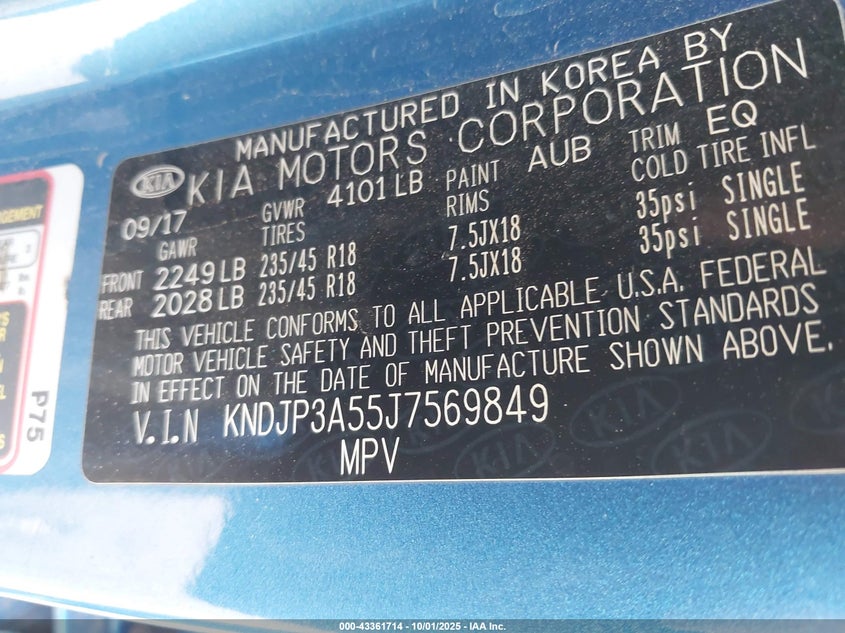 MANUFACTURED IN KOREA BY
KIA KIA MOTORS CORPORATION
09/17 GVWR 4101 LB PAINT AUB TRIM EQ
GAWR TIRES RIMS COLD TIRE INFL
FRONT 2249 LB 235/45 R18 7.5JX18 35psi SINGLE
REAR 2028 LB 235/45 R18 7.5JX18 35psi SINGLE
THIS VEHICLE CONFORMS TO ALL APPLICABLE U.S.A. FEDERAL
MOTOR VEHICLE SAFETY AND THEFT PREVENTION STANDARDS
IN EFFECT ON THE DATE OF MANUFACTURE SHOWN ABOVE.
V.I.N KNDJP3A55J7569849
MPV
P75
000-43361714 - 10/01/2025 - IAA Inc.